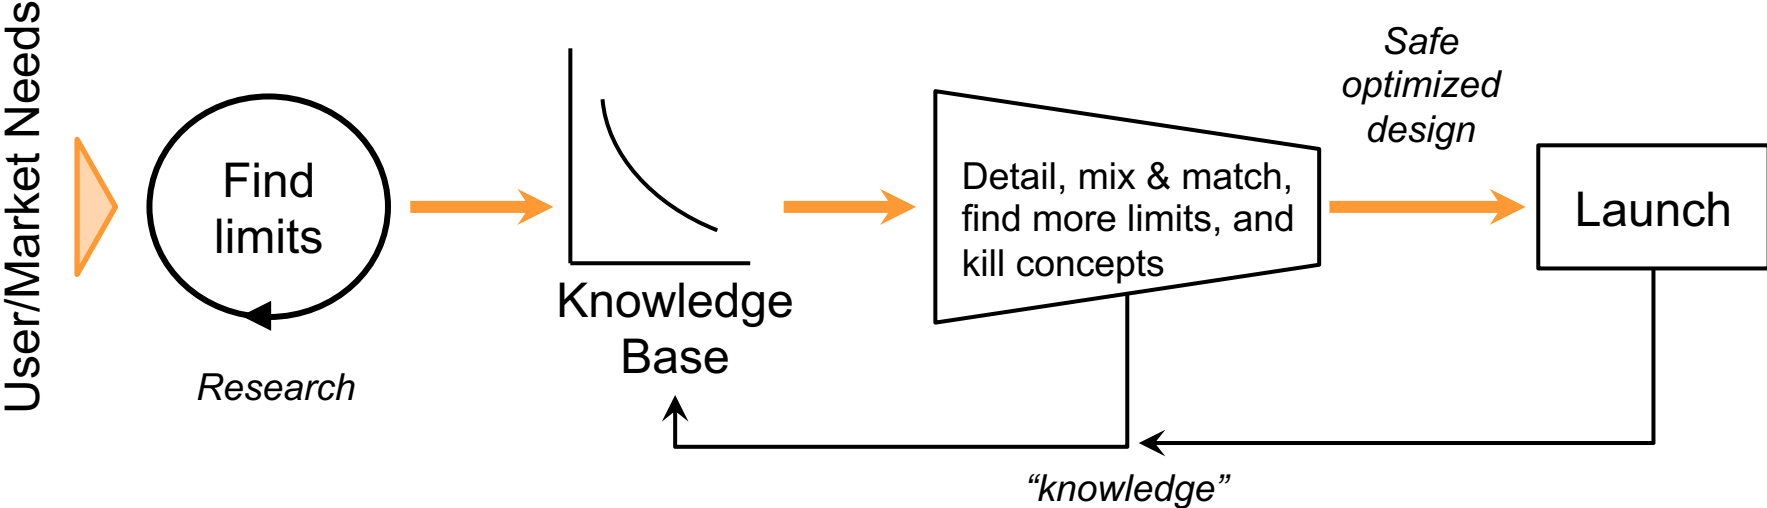 User/Market Needs
Find
limits
Research
Knowledge
Base
Detail, mix & match,
find more limits, and
kill concepts
Safe
optimized
design
Launch
“knowledge”